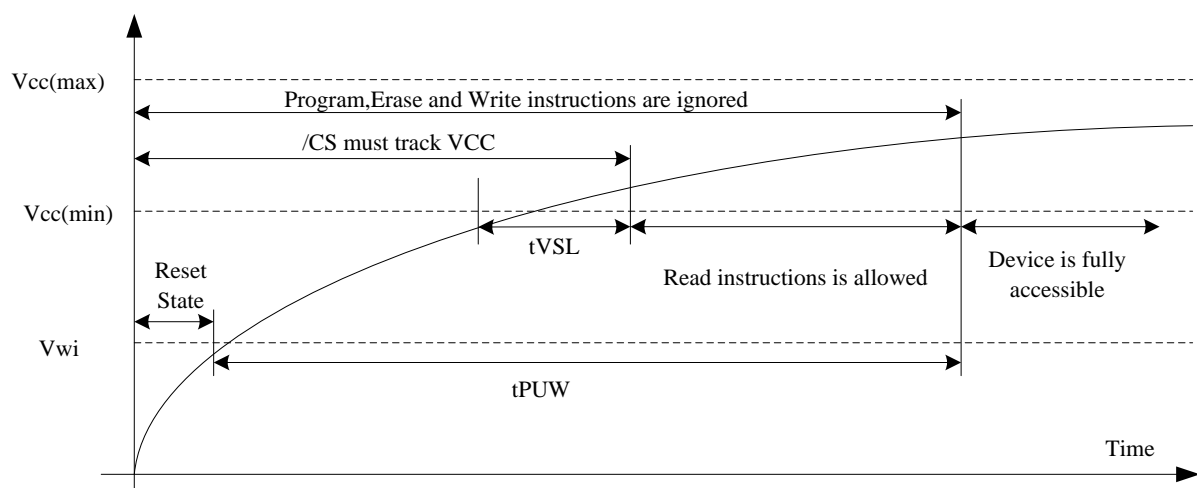 Vcc(max)
Program,Erase and Write instructions are ignored
/CS must track VCC
Vcc(min)
tVSL
Reset
State
Read instructions is allowed
Device is fully
accessible
Vwi
tPUW
Time